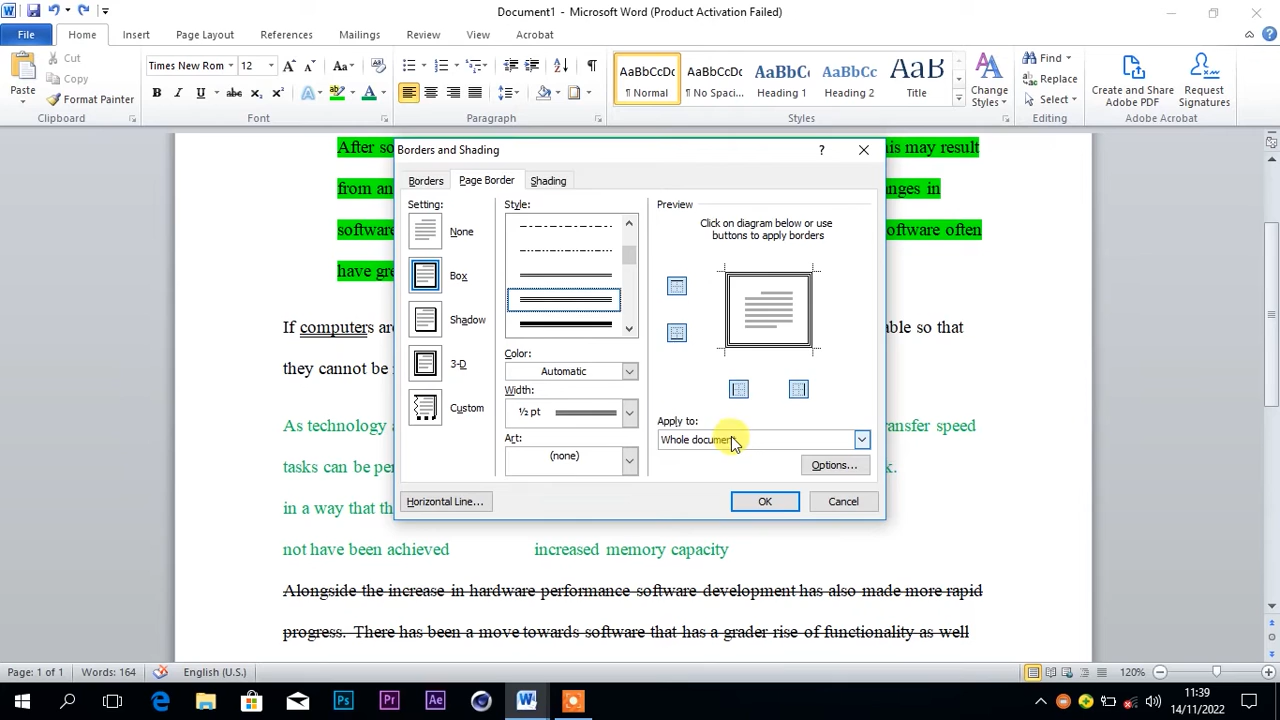 Document1 - Microsoft Word (Product Activation Failed)
File Home Insert Page Layout References Mailings Review View Acrobat
Paste
Cut
Copy
Format Painter
Clipboard
Times New Rom 12
Font
Paragraph
AaBbCcDc
¶ Normal
AaBbCcDc
¶ No Spaci...
AaBbCc
Heading 1
AaBbCc
Heading 2
AaB
Title
Change
Styles
Styles
Find
Replace
Select
Editing
Create and Share
Adobe PDF
Request
Signatures
Adobe Acrobat
After so his may result
from an anges in
softwar oftware often
have gre
If computers are able so that
they cannot be
As technology ransfer speed
tasks can be per k.
in a way that th
not have been achieved increased memory capacity
Alongside the increase in hardware performance software development has also made more rapid
progress. There has been a move towards software that has a grader rise of functionality as well
Borders and Shading
Borders Page Border Shading
Setting:
None
Box
Shadow
3-D
Custom
Style:
Color:
Automatic
Width:
½ pt
Art:
(none)
Preview
Click on diagram below or use
buttons to apply borders
Apply to:
Whole document
Options...
Horizontal Line... OK Cancel
Page: 1 of 1 Words: 164 English (U.S.) 120%
11:39
14/11/2022